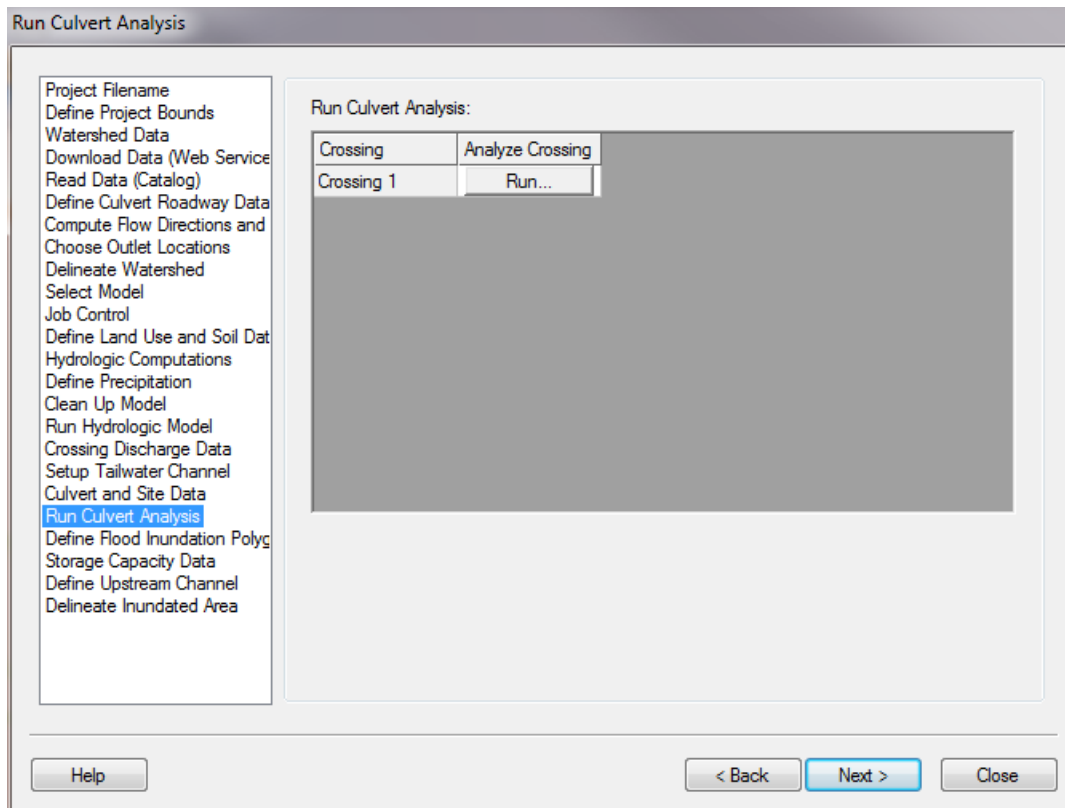 Run Culvert Analysis
Project Filename
Define Project Bounds
Watershed Data
Download Data (Web Service
Read Data (Catalog)
Define Culvert Roadway Data
Compute Flow Directions and
Choose Outlet Locations
Delineate Watershed
Select Model
Job Control
Define Land Use and Soil Dat
Hydrologic Computations
Define Precipitation
Clean Up Model
Run Hydrologic Model
Crossing Discharge Data
Setup Tailwater Channel
Culvert and Site Data
Run Culvert Analysis
Define Flood Inundation Polyg
Storage Capacity Data
Define Upstream Channel
Delineate Inundated Area
Run Culvert Analysis:
Crossing Analyze Crossing
Crossing 1 Run...
Help < Back Next > Close